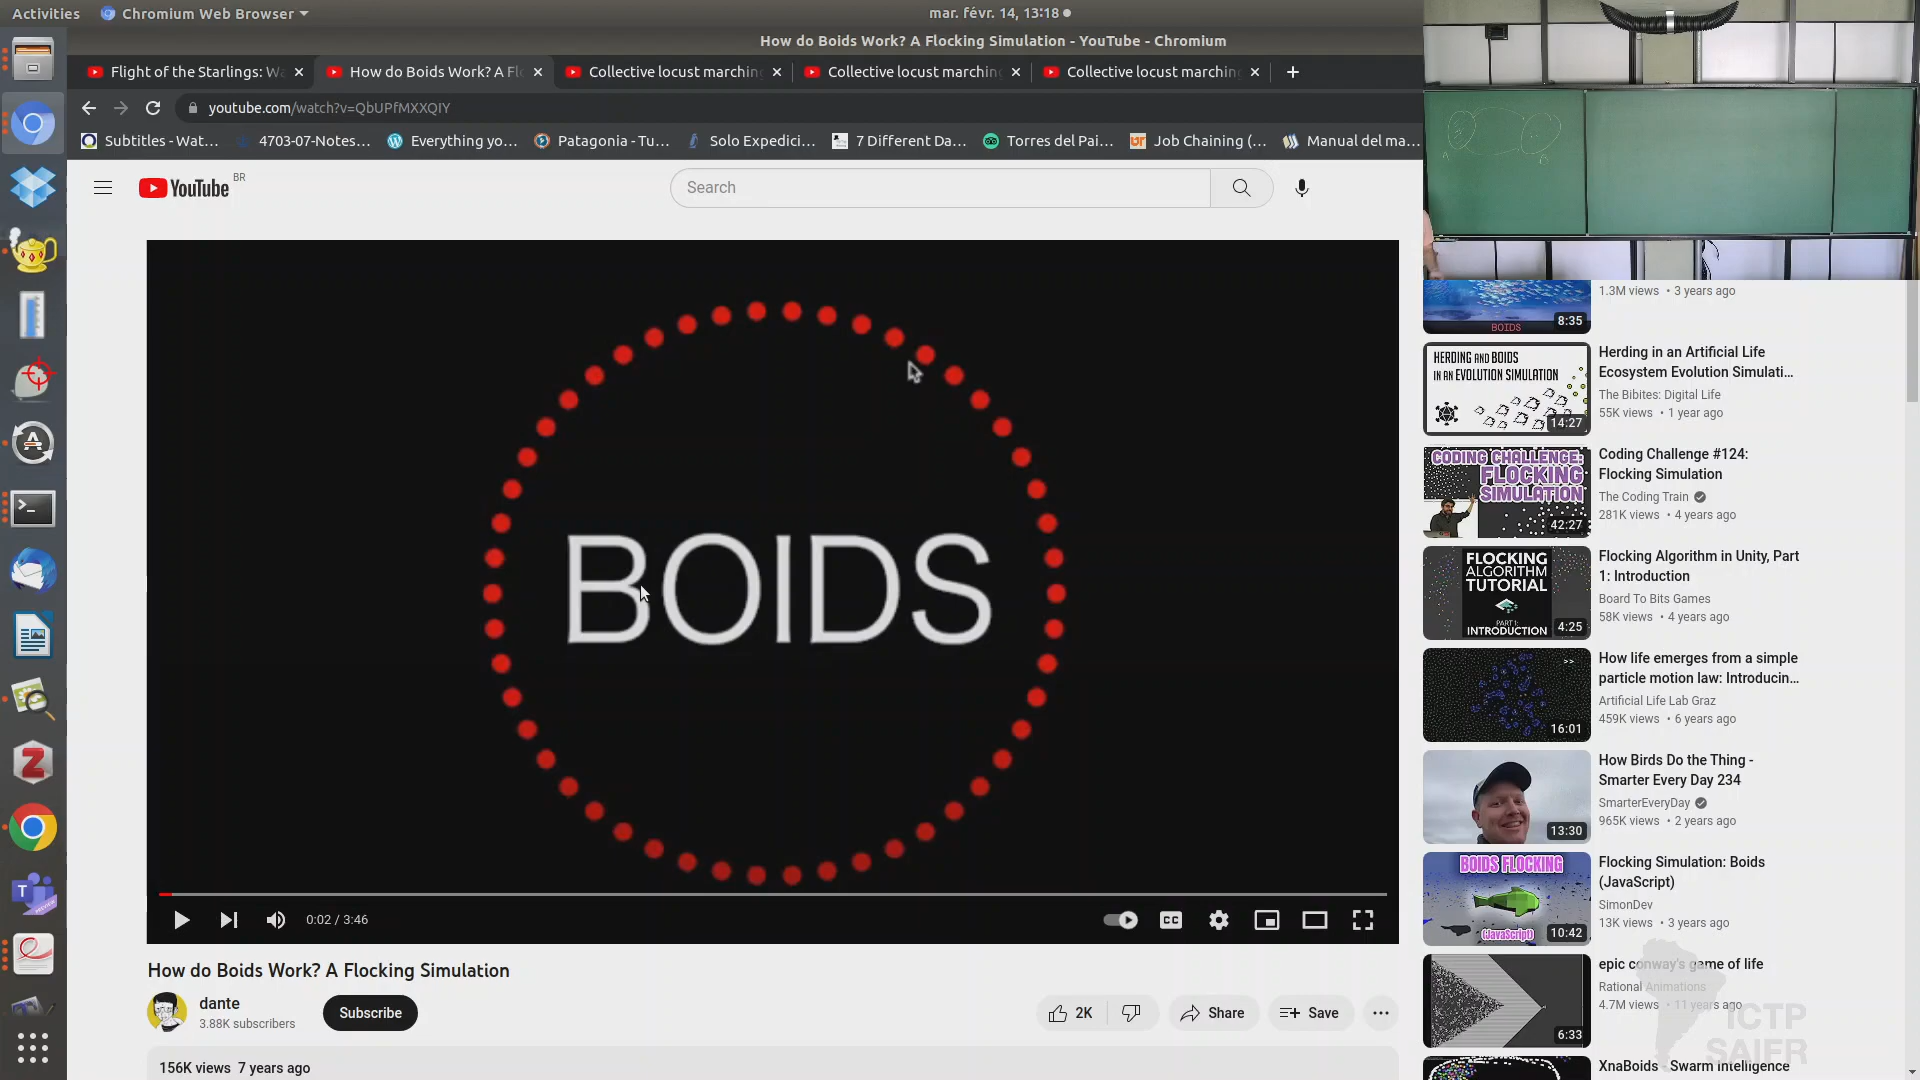 Activities
Chromium Web Browser
mar. févr. 14, 13:18
How do Boids Work? A Flocking Simulation - YouTube - Chromium
Flight of the Starlings: Wa
How do Boids Work? A Flo
Collective locust marching
Collective locust marching
Collective locust marching
youtube.com/watch?v=QbUPfMXXQIY
Subtitles - Wat...
4703-07-Notes...
Everything yo...
Patagonia - Tu...
Solo Expedici...
7 Different Da...
Torres del Pai...
Job Chaining (...
Manual del ma...
YouTube BR
Search
BOIDS
0:02 / 3:46
CC
How do Boids Work? A Flocking Simulation
dante
3.88K subscribers
Subscribe
2K
Share
Save
156K views 7 years ago
1.3M views • 3 years ago
BOIDS
8:35
HERDING AND BOIDS
IN AN EVOLUTION SIMULATION
14:27
Herding in an Artificial Life
Ecosystem Evolution Simulati...
The Bibites: Digital Life
55K views • 1 year ago
CODING CHALLENGE:
FLOCKING
SIMULATION
42:27
Coding Challenge #124:
Flocking Simulation
The Coding Train
281K views • 4 years ago
FLOCKING
ALGORITHM
TUTORIAL
PART 1:
INTRODUCTION
4:25
Flocking Algorithm in Unity, Part
1: Introduction
Board To Bits Games
58K views • 4 years ago
>>
16:01
How life emerges from a simple
particle motion law: Introducin...
Artificial Life Lab Graz
459K views • 6 years ago
13:30
How Birds Do the Thing -
Smarter Every Day 234
SmarterEveryDay
965K views • 2 years ago
BOIDS FLOCKING
(JavaScript)
10:42
Flocking Simulation: Boids
(JavaScript)
SimonDev
13K views • 3 years ago
6:33
epic conway's game of life
Rational Animations
4.7M views • 11 years ago
XnaBoids - Swarm Intelligence
ICTP
SAIFR